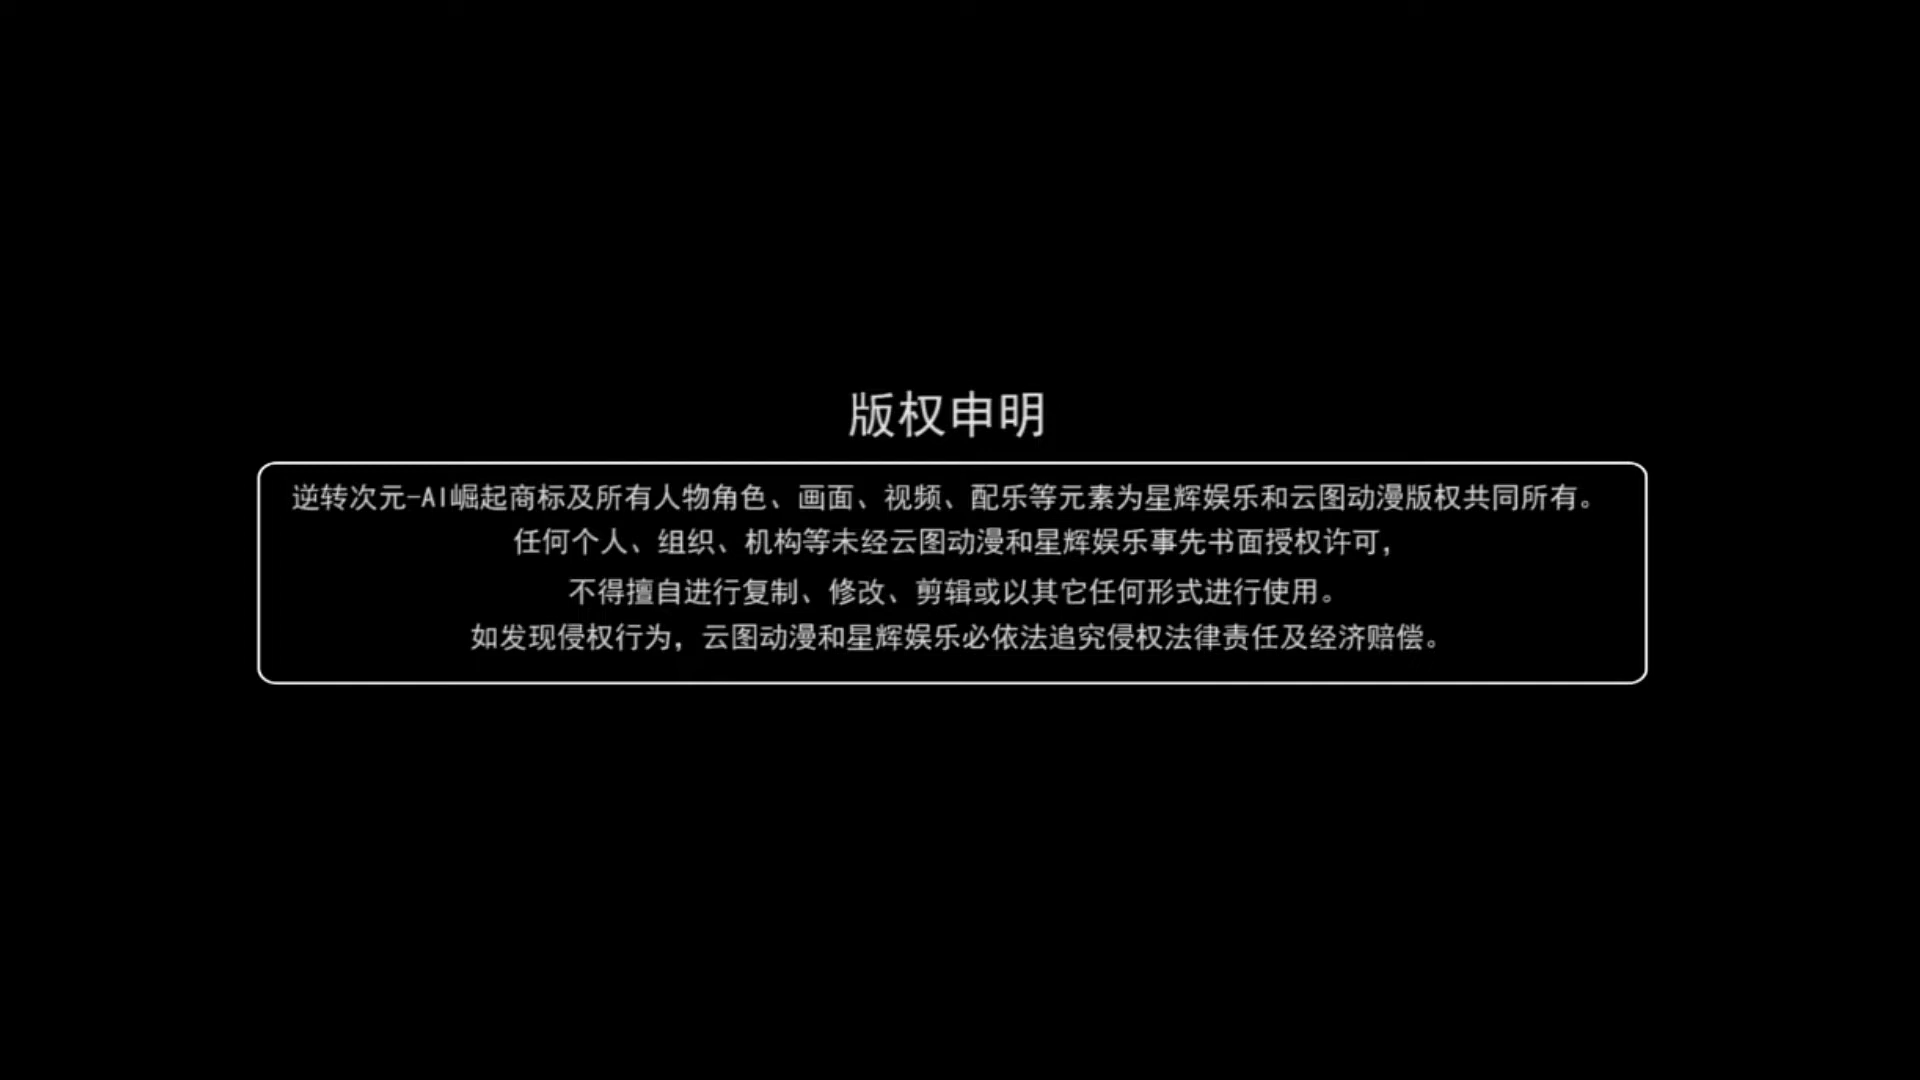 版权申明
逆转次元-AI崛起商标及所有人物角色、画面、视频、配乐等元素为星辉娱乐和云图动漫版权共同所有。
任何个人、组织、机构等未经云图动漫和星辉娱乐事先书面授权许可，
不得擅自进行复制、修改、剪辑或以其它任何形式进行使用。
如发现侵权行为，云图动漫和星辉娱乐必依法追究侵权法律责任及经济赔偿。